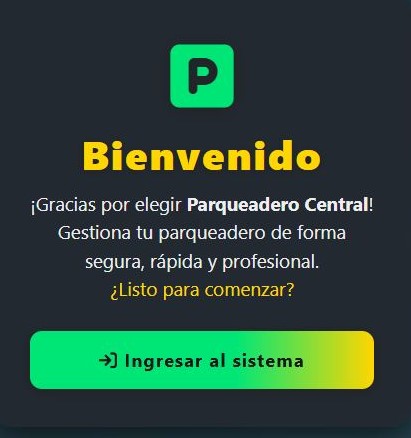 P
Bienvenido
¡Gracias por elegir Parqueadero Central!
Gestiona tu parqueadero de forma
segura, rápida y profesional.
¿Listo para comenzar?
Ingresar al sistema